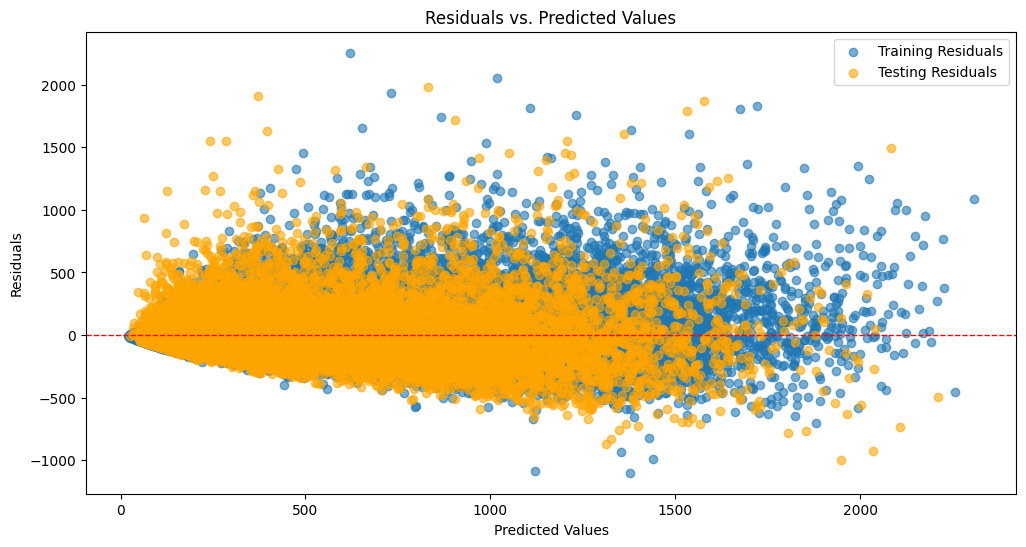 Residuals vs. Predicted Values
Training Residuals
Testing Residuals
Residuals
2000
1500
1000
500
0
−500
−1000
0
500
1000
1500
2000
Predicted Values